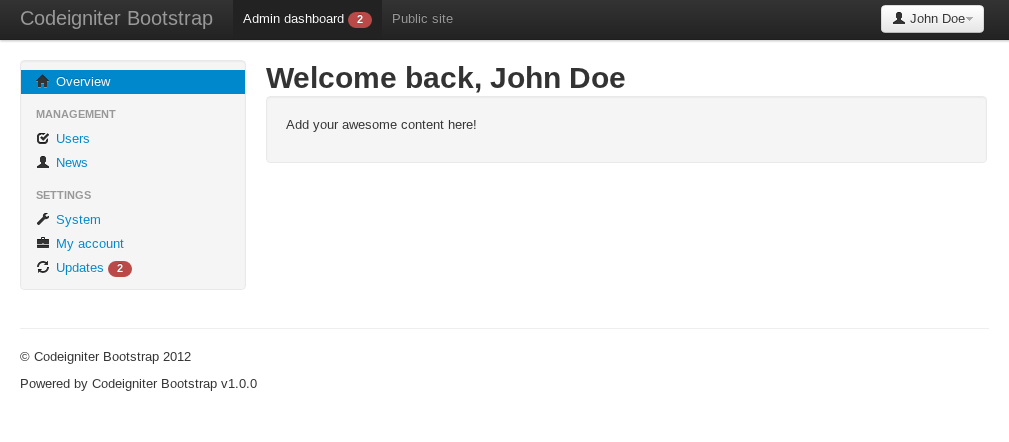 Codeigniter Bootstrap
Admin dashboard 2
Public site
John Doe
Overview
MANAGEMENT
Users
News
SETTINGS
System
My account
Updates 2
Welcome back, John Doe
Add your awesome content here!
© Codeigniter Bootstrap 2012
Powered by Codeigniter Bootstrap v1.0.0